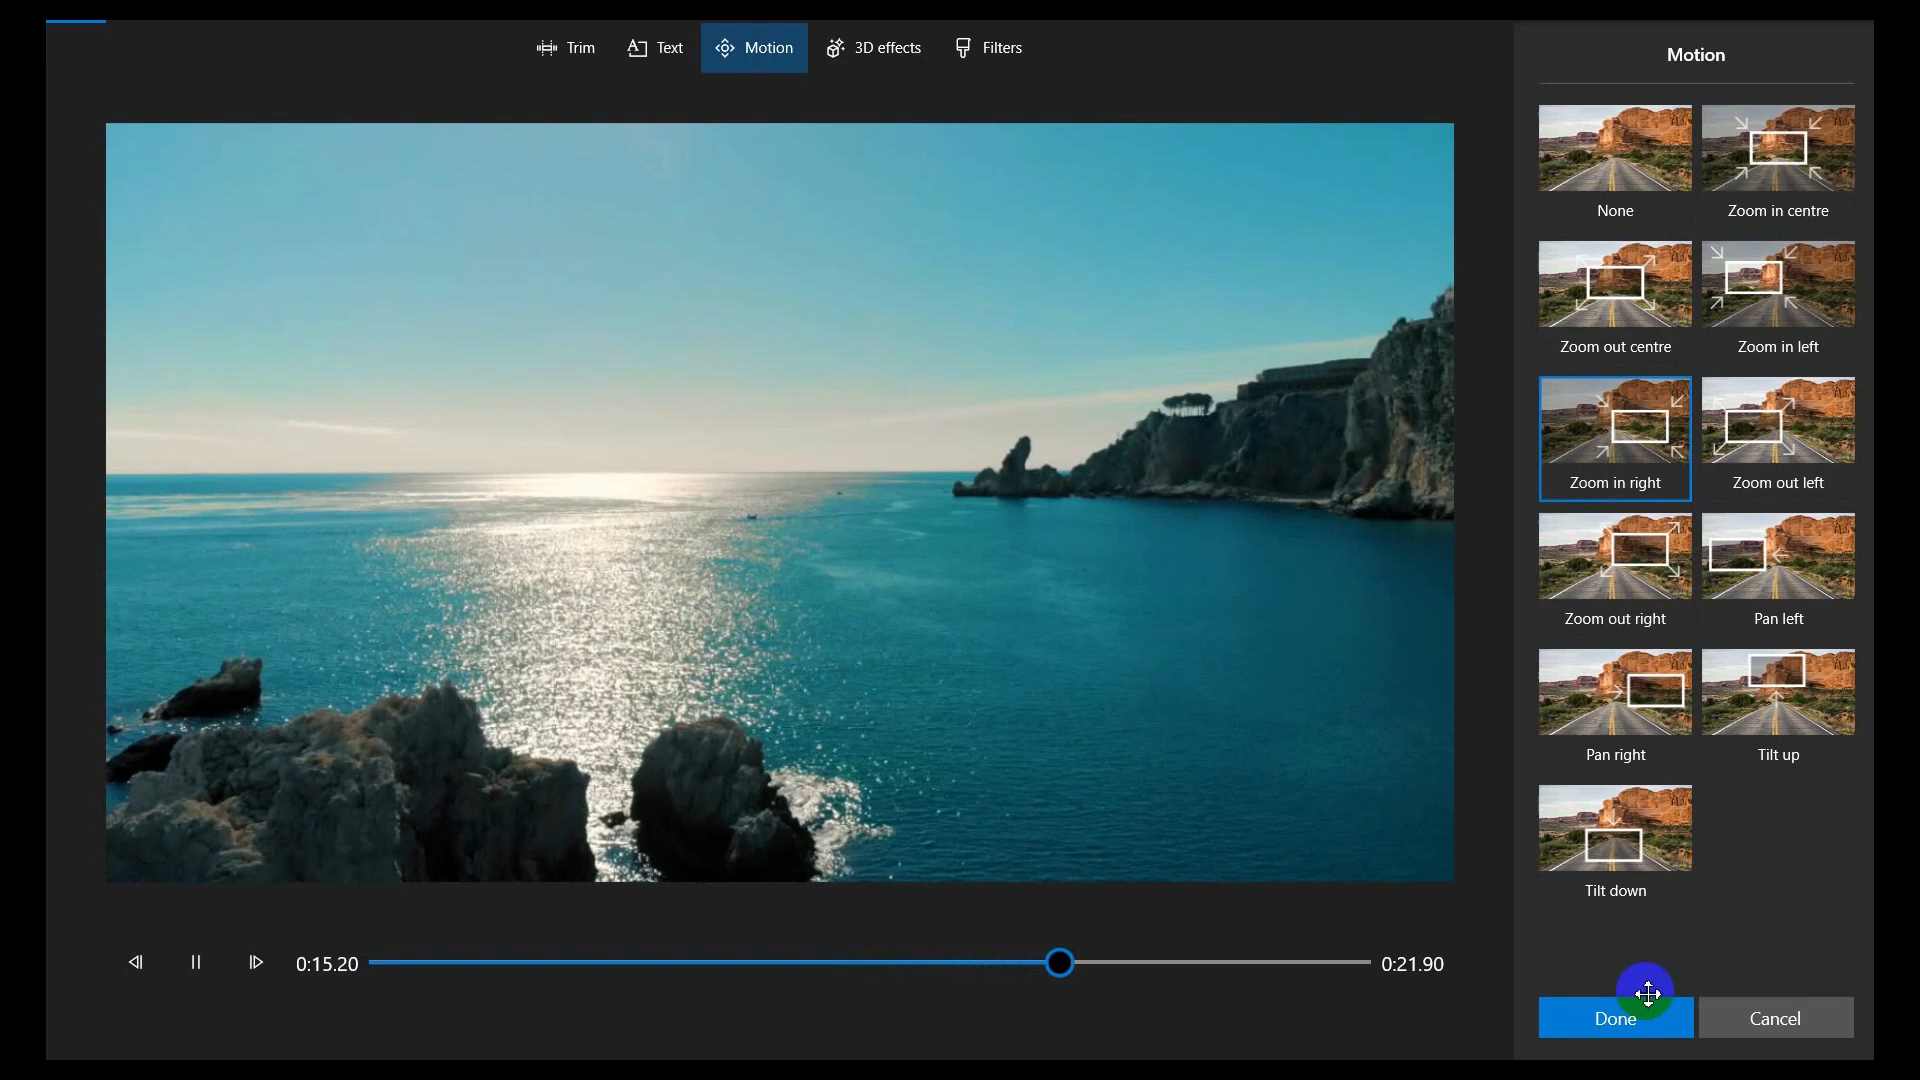 Trim Text Motion 3D effects Filters
Motion
None Zoom in centre
Zoom out centre Zoom in left
Zoom in right Zoom out left
Zoom out right Pan left
Pan right Tilt up
Tilt down
0:15.20 0:21.90
Done Cancel